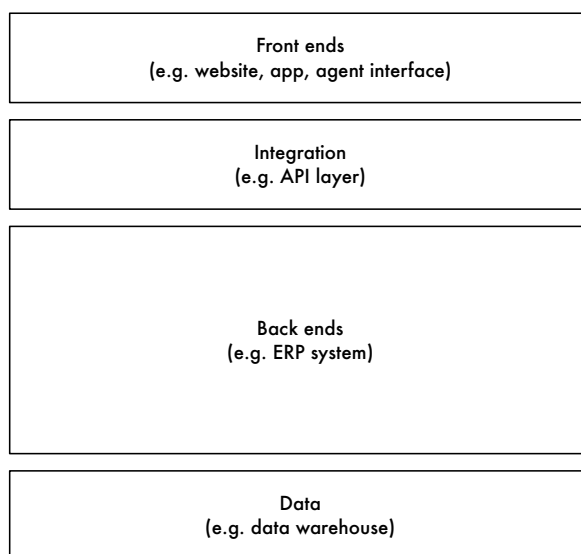 Front ends
(e.g. website, app, agent interface)
Integration
(e.g. API layer)
Back ends
(e.g. ERP system)
Data
(e.g. data warehouse)